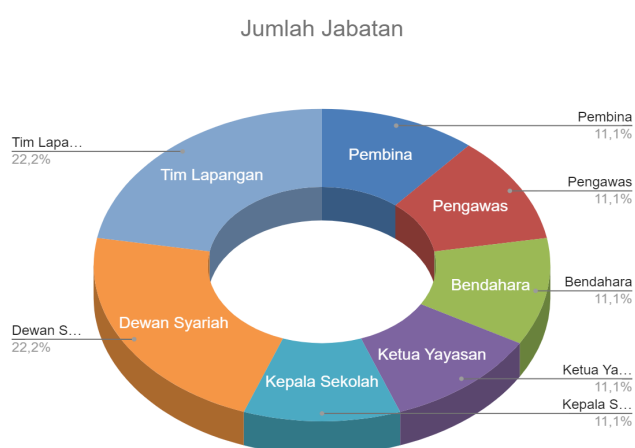 Jumlah Jabatan
Pembina
11,1%
Pengawas
11,1%
Bendahara
11,1%
Ketua Ya…
11,1%
Kepala S…
11,1%
Dewan S…
22,2%
Tim Lapa…
22,2%
Pembina
Pengawas
Bendahara
Ketua Yayasan
Kepala Sekolah
Dewan Syariah
Tim Lapangan